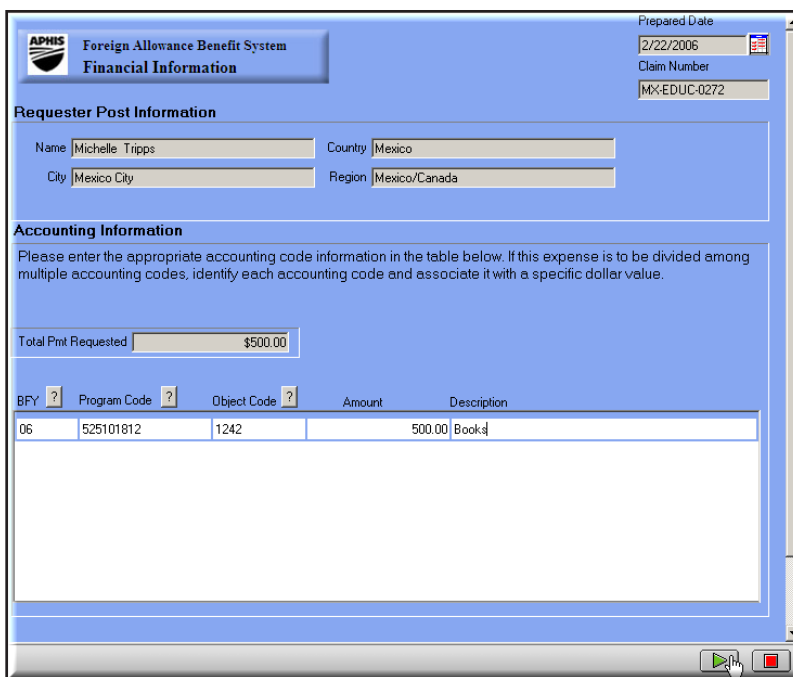 Prepared Date
APHIS
Foreign Allowance Benefit System
2/22/2006
Financial Information
Claim Number
MX-EDUC-0272
Requester Post Information
Name Michelle Tripps Country Mexico
City Mexico City Region Mexico/Canada
Accounting Information
Please enter the appropriate accounting code information in the table below. If this expense is to be divided among
multiple accounting codes, identify each accounting code and associate it with a specific dollar value.
Total Pmt Requested $500.00
BFY ? Program Code ? Object Code ? Amount Description
06 525101812 1242 500.00 Books